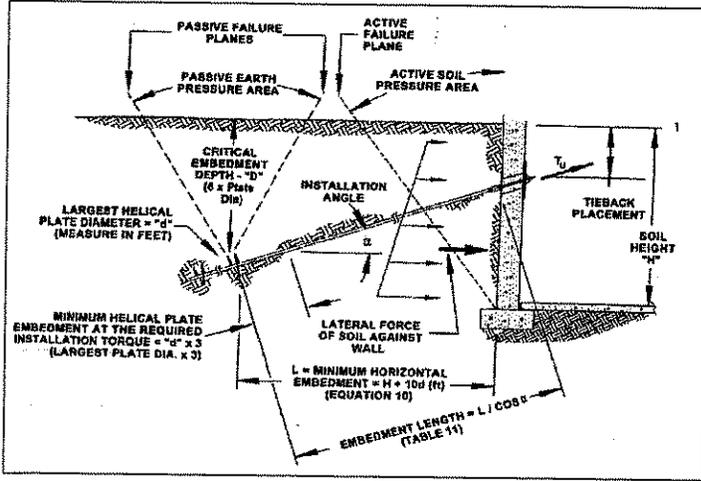 PASSIVE FAILURE
PLANES
ACTIVE
FAILURE
PLANE
PASSIVE EARTH
PRESSURE AREA
ACTIVE SOIL
PRESSURE AREA
1
CRITICAL
EMBEDMENT
DEPTH - "D"
(6 x Plate
Dia)
INSTALLATION
ANGLE
Tu
TIEBACK
PLACEMENT
SOIL
HEIGHT
"H"
LARGEST HELICAL
PLATE DIAMETER = "d"
(MEASURE IN FEET)
α
MINIMUM HELICAL PLATE
EMBEDMENT AT THE REQUIRED
INSTALLATION TORQUE = "d" x 3
(LARGEST PLATE DIA. x 3)
LATERAL FORCE
OF SOIL AGAINST
WALL
L = MINIMUM HORIZONTAL
EMBEDMENT = H + 10d (ft)
(EQUATION 10)
EMBEDMENT LENGTH = L / COS α
(TABLE 11)